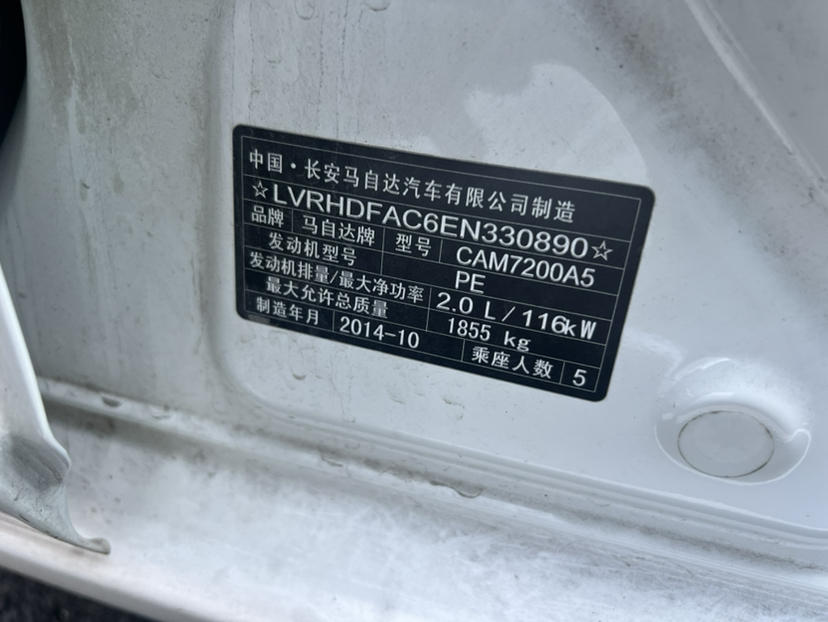 中国·长安马自达汽车有限公司制造
☆LVRHDFAC6EN330890☆
品牌 马自达牌 型号 CAM7200A5
发动机型号 PE
发动机排量/最大净功率 2.0 L/116kW
最大允许总质量 1855 kg
制造年月 2014-10 乘座人数 5